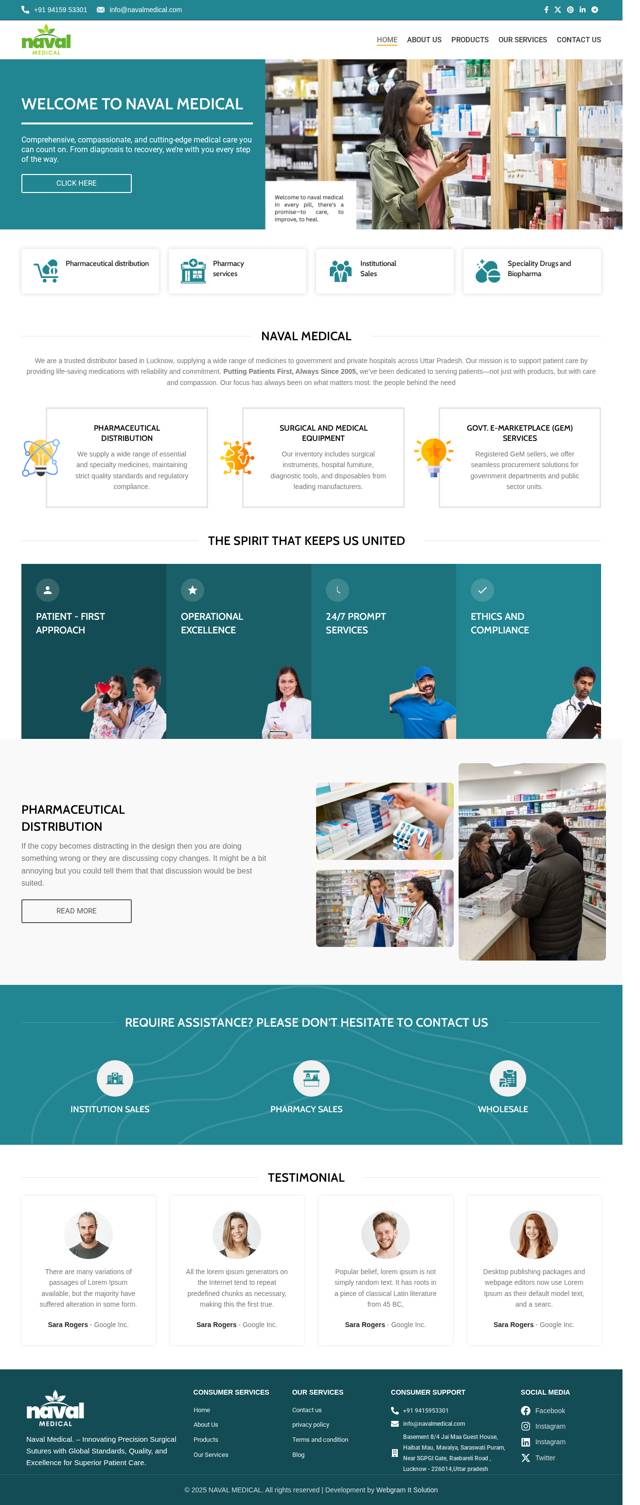 +91 94159 53301 info@navalmedical.com
naval
MEDICAL
HOME ABOUT US PRODUCTS OUR SERVICES CONTACT US
WELCOME TO NAVAL MEDICAL
Comprehensive, compassionate, and cutting-edge medical care you
can count on. From diagnosis to recovery, we're with you every step
of the way.
CLICK HERE
Welcome to naval medical
In every pill, there's a
promise—to care, to
improve, to heal.
Pharmaceutical distribution
Pharmacy
services
Institutional
Sales
Speciality Drugs and
Biopharma
NAVAL MEDICAL
We are a trusted distributor based in Lucknow, supplying a wide range of medicines to government and private hospitals across Uttar Pradesh. Our mission is to support patient care by
providing life-saving medications with reliability and commitment. Putting Patients First, Always Since 2005, we've been dedicated to serving patients—not just with products, but with care
and compassion. Our focus has always been on what matters most: the people behind the need
PHARMACEUTICAL
DISTRIBUTION
We supply a wide range of essential
and specialty medicines, maintaining
strict quality standards and regulatory
compliance.
SURGICAL AND MEDICAL
EQUIPMENT
Our inventory includes surgical
instruments, hospital furniture,
diagnostic tools, and disposables from
leading manufacturers.
GOVT. E-MARKETPLACE (GEM)
SERVICES
Registered GeM sellers, we offer
seamless procurement solutions for
government departments and public
sector units.
THE SPIRIT THAT KEEPS US UNITED
PATIENT - FIRST
APPROACH
OPERATIONAL
EXCELLENCE
24/7 PROMPT
SERVICES
ETHICS AND
COMPLIANCE
PHARMACEUTICAL
DISTRIBUTION
If the copy becomes distracting in the design then you are doing
something wrong or they are discussing copy changes. It might be a bit
annoying but you could tell them that that discussion would be best
suited.
READ MORE
REQUIRE ASSISTANCE? PLEASE DON'T HESITATE TO CONTACT US
INSTITUTION SALES
PHARMACY SALES
WHOLESALE
TESTIMONIAL
There are many variations of
passages of Lorem Ipsum
available, but the majority have
suffered alteration in some form.
Sara Rogers - Google Inc.
All the lorem ipsum generators on
the Internet tend to repeat
predefined chunks as necessary,
making this the first true.
Sara Rogers - Google Inc.
Popular belief, lorem ipsum is not
simply random text. It has roots in
a piece of classical Latin literature
from 45 BC,
Sara Rogers - Google Inc.
Desktop publishing packages and
webpage editors now use Lorem
Ipsum as their default model text,
and a searc.
Sara Rogers - Google Inc.
naval
MEDICAL
Naval Medical. – Innovating Precision Surgical
Sutures with Global Standards, Quality, and
Excellence for Superior Patient Care.
CONSUMER SERVICES
Home
About Us
Products
Our Services
OUR SERVICES
Contact us
privacy policy
Terms and condition
Blog
CONSUMER SUPPORT
+91 9415953301
info@navalmedical.com
Basement B/4 Jai Maa Guest House,
Haibat Mau, Mavaiya, Saraswati Puram,
Near SGPGI Gate, Raebareli Road ,
Lucknow - 226014,Uttar pradesh
SOCIAL MEDIA
Facebook
Instagram
Instagram
Twitter
© 2025 NAVAL MEDICAL. All rights reserved | Development by Webgram It Solution